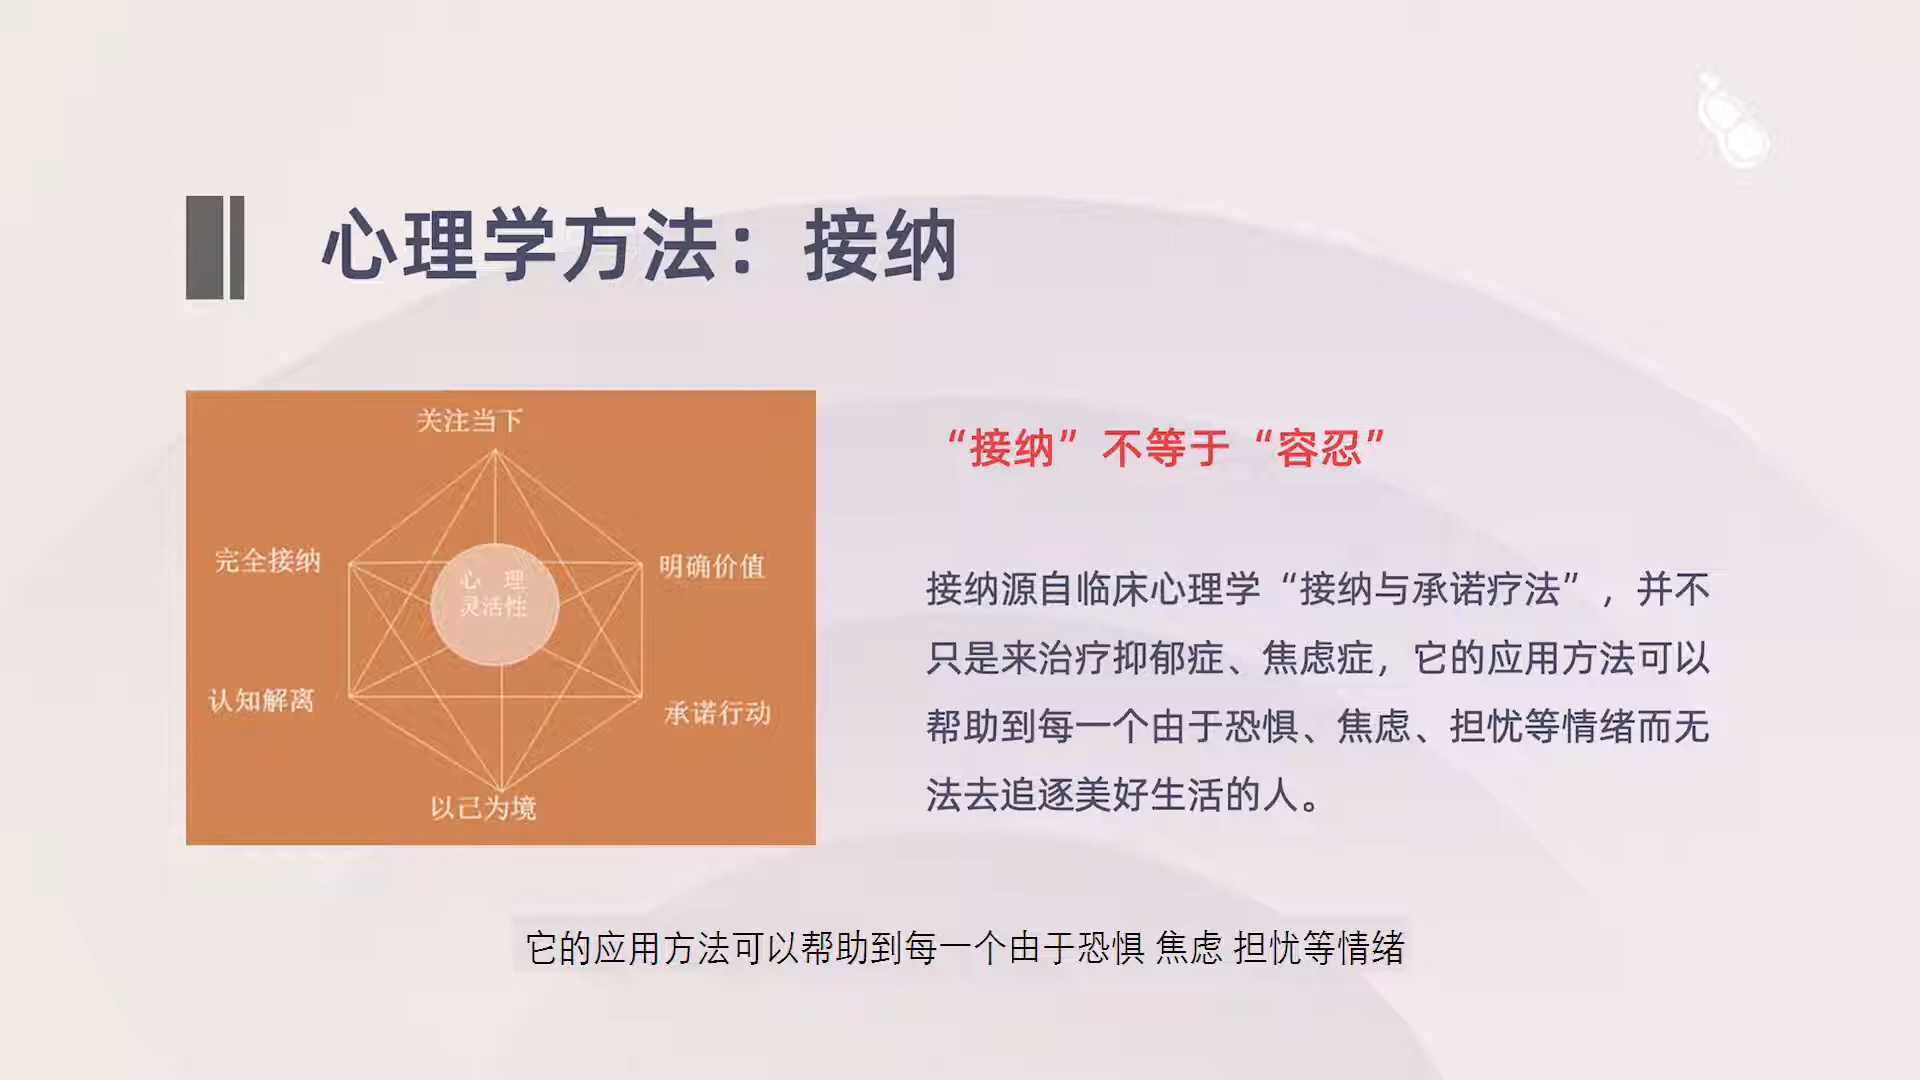 心理学方法：接纳
关注当下
完全接纳
明确价值
心 理
灵活性
认知解离
承诺行动
以己为境
“接纳”不等于“容忍”
接纳源自临床心理学“接纳与承诺疗法”，并不
只是来治疗抑郁症、焦虑症，它的应用方法可以
帮助到每一个由于恐惧、焦虑、担忧等情绪而无
法去追逐美好生活的人。
它的应用方法可以帮助到每一个由于恐惧 焦虑 担忧等情绪